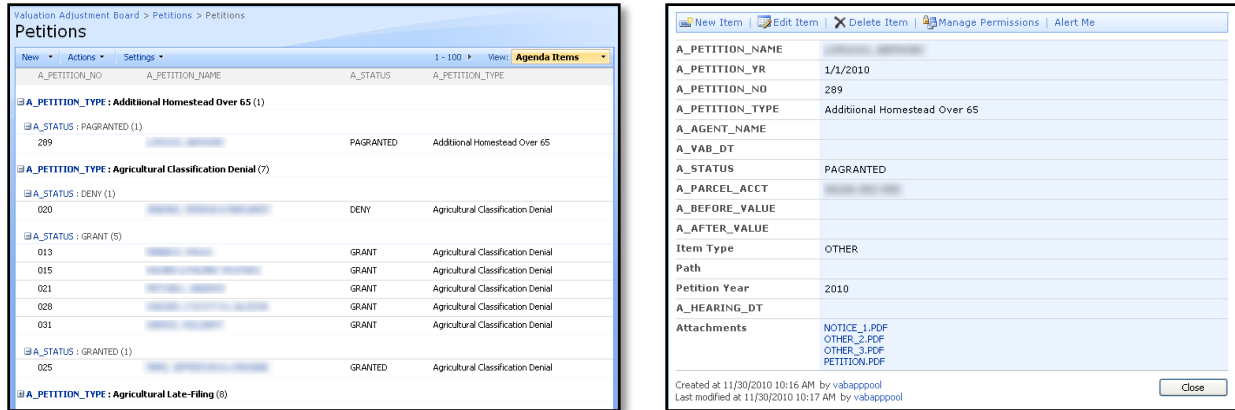 Valuation Adjustment Board > Petitions > Petitions
Petitions
New Actions Settings 1 - 100 View: Agenda Items
A_PETITION_NO A_PETITION_NAME A_STATUS A_PETITION_TYPE
A_PETITION_TYPE : Additiional Homestead Over 65 (1)
A_STATUS : PAGRANTED (1)
289 PAGRANTED Additiional Homestead Over 65
A_PETITION_TYPE : Agricultural Classification Denial (7)
A_STATUS : DENY (1)
020 DENY Agricultural Classification Denial
A_STATUS : GRANT (5)
013 GRANT Agricultural Classification Denial
015 GRANT Agricultural Classification Denial
021 GRANT Agricultural Classification Denial
028 GRANT Agricultural Classification Denial
031 GRANT Agricultural Classification Denial
A_STATUS : GRANTED (1)
025 GRANTED Agricultural Classification Denial
A_PETITION_TYPE : Agricultural Late-Filing (8)
New Item | Edit Item | Delete Item | Manage Permissions | Alert Me
A_PETITION_NAME
A_PETITION_YR 1/1/2010
A_PETITION_NO 289
A_PETITION_TYPE Additiional Homestead Over 65
A_AGENT_NAME
A_VAB_DT
A_STATUS PAGRANTED
A_PARCEL_ACCT
A_BEFORE_VALUE
A_AFTER_VALUE
Item Type OTHER
Path
Petition Year 2010
A_HEARING_DT
Attachments NOTICE_1.PDF
OTHER_2.PDF
OTHER_3.PDF
PETITION.PDF
Created at 11/30/2010 10:16 AM by vabapppool
Last modified at 11/30/2010 10:17 AM by vabapppool
Close